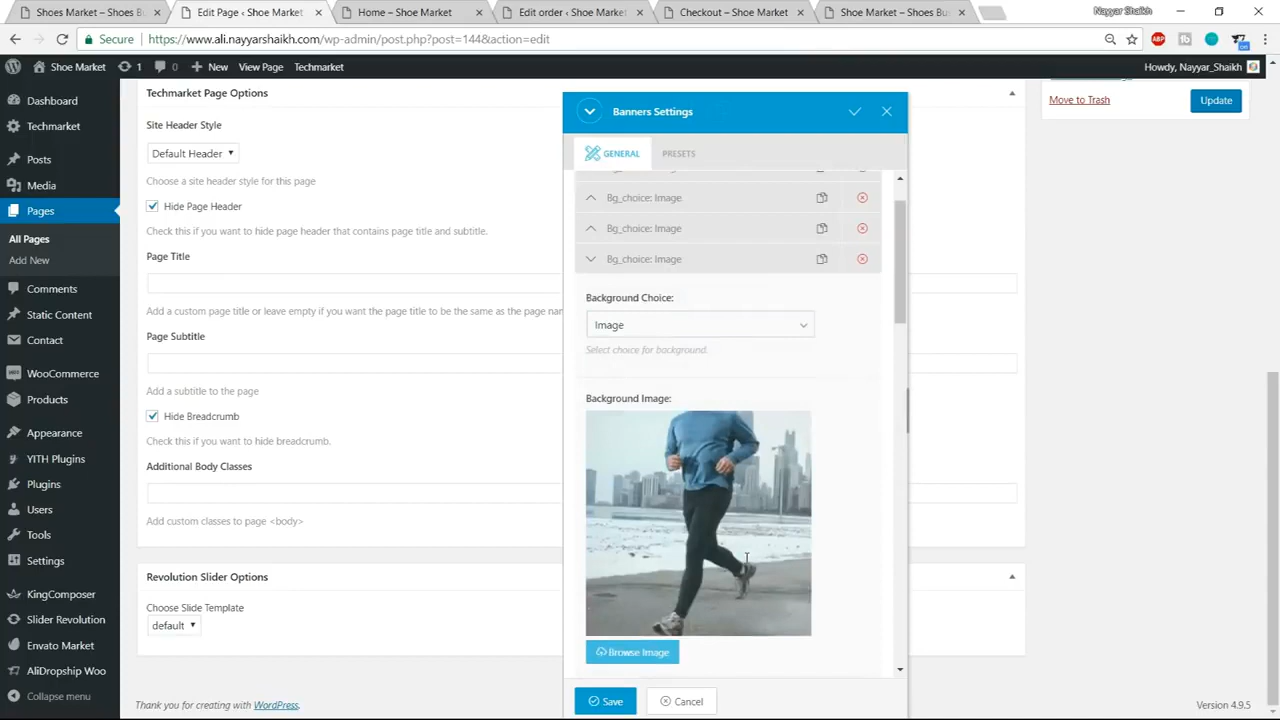 Shoes Market – Shoes Bus
Edit Page ‹ Shoe Market
Home – Shoe Market
Edit order ‹ Shoe Market
Checkout – Shoe Market
Shoe Market – Shoes Bu
Nayyar Shaikh
Secure
https://www.ali.nayyarshaikh.com/wp-admin/post.php?post=144&action=edit
ABP
on
Shoe Market
1
0
New
View Page
Techmarket
Howdy, Nayyar_Shaikh
Dashboard
Techmarket
Posts
Media
Pages
All Pages
Add New
Comments
Static Content
Contact
WooCommerce
Products
Appearance
YITH Plugins
Plugins
Users
Tools
Settings
KingComposer
Slider Revolution
Envato Market
AliDropship Woo
Collapse menu
Techmarket Page Options
Site Header Style
Default Header
Choose a site header style for this page
Hide Page Header
Check this if you want to hide page header that contains page title and subtitle.
Page Title
Add a custom page title or leave empty if you want the page title to be the same as the page
Page Subtitle
Add a subtitle to the page
Hide Breadcrumb
Check this if you want to hide breadcrumb.
Additional Body Classes
Add custom classes to page <body>
Revolution Slider Options
Choose Slide Template
default
Thank you for creating with WordPress.
Banners Settings
GENERAL
PRESETS
Bg_choice: Image
Bg_choice: Image
Bg_choice: Image
Background Choice:
Image
Select choice for background.
Background Image:
Browse Image
Save
Cancel
Move to Trash
Update
Version 4.9.5